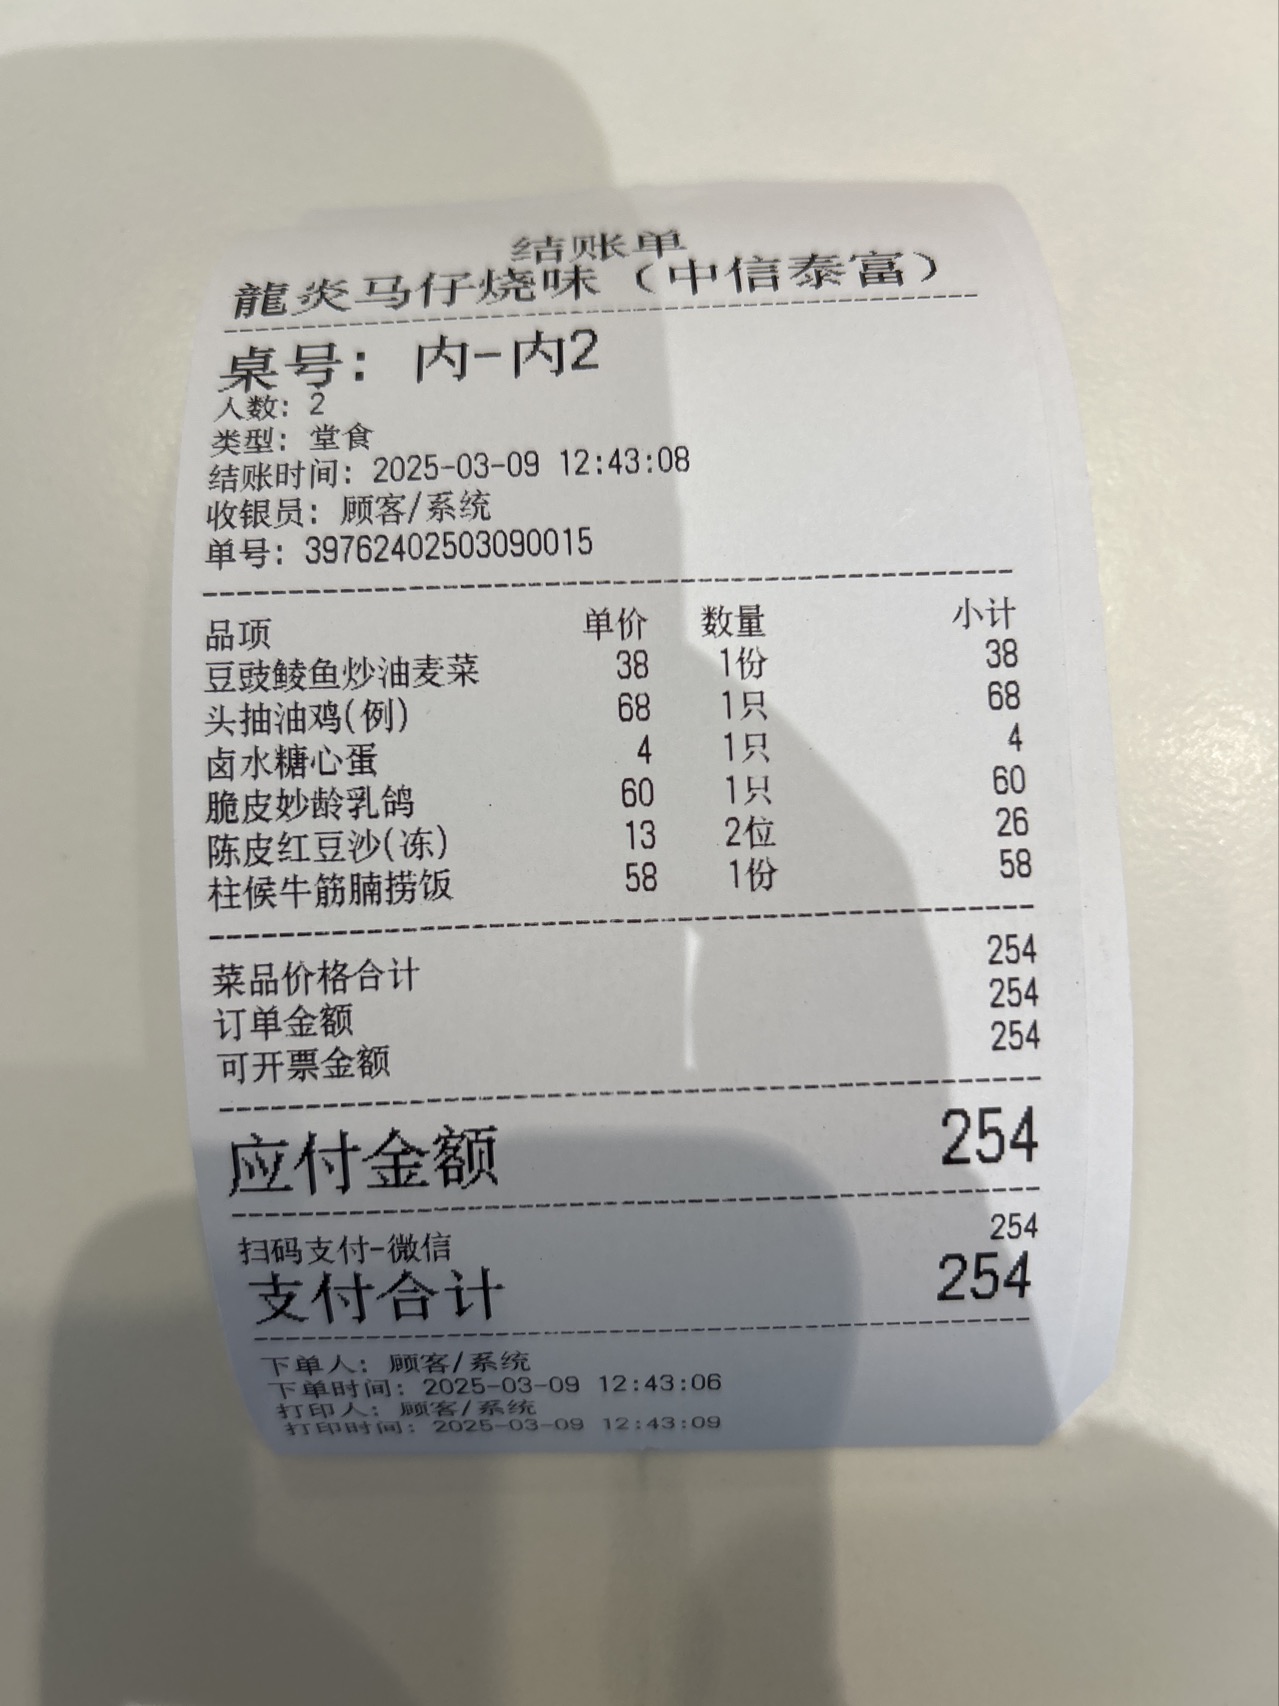 结账单
龍炎马仔烧味（中信泰富）
桌号：内-内2
人数：2
类型：堂食
结账时间：2025-03-09 12:43:08
收银员：顾客/系统
单号：39762402503090015
品项 单价 数量 小计
豆豉鲮鱼炒油麦菜 38 1份 38
头抽油鸡(例) 68 1只 68
卤水糖心蛋 4 1只 4
脆皮妙龄乳鸽 60 1只 60
陈皮红豆沙(冻) 13 2位 26
柱候牛筋腩捞饭 58 1份 58
菜品价格合计 254
订单金额 254
可开票金额 254
应付金额 254
扫码支付-微信 254
支付合计 254
下单人：顾客/系统
下单时间：2025-03-09 12:43:06
打印人：顾客/系统
打印时间：2025-03-09 12:43:09